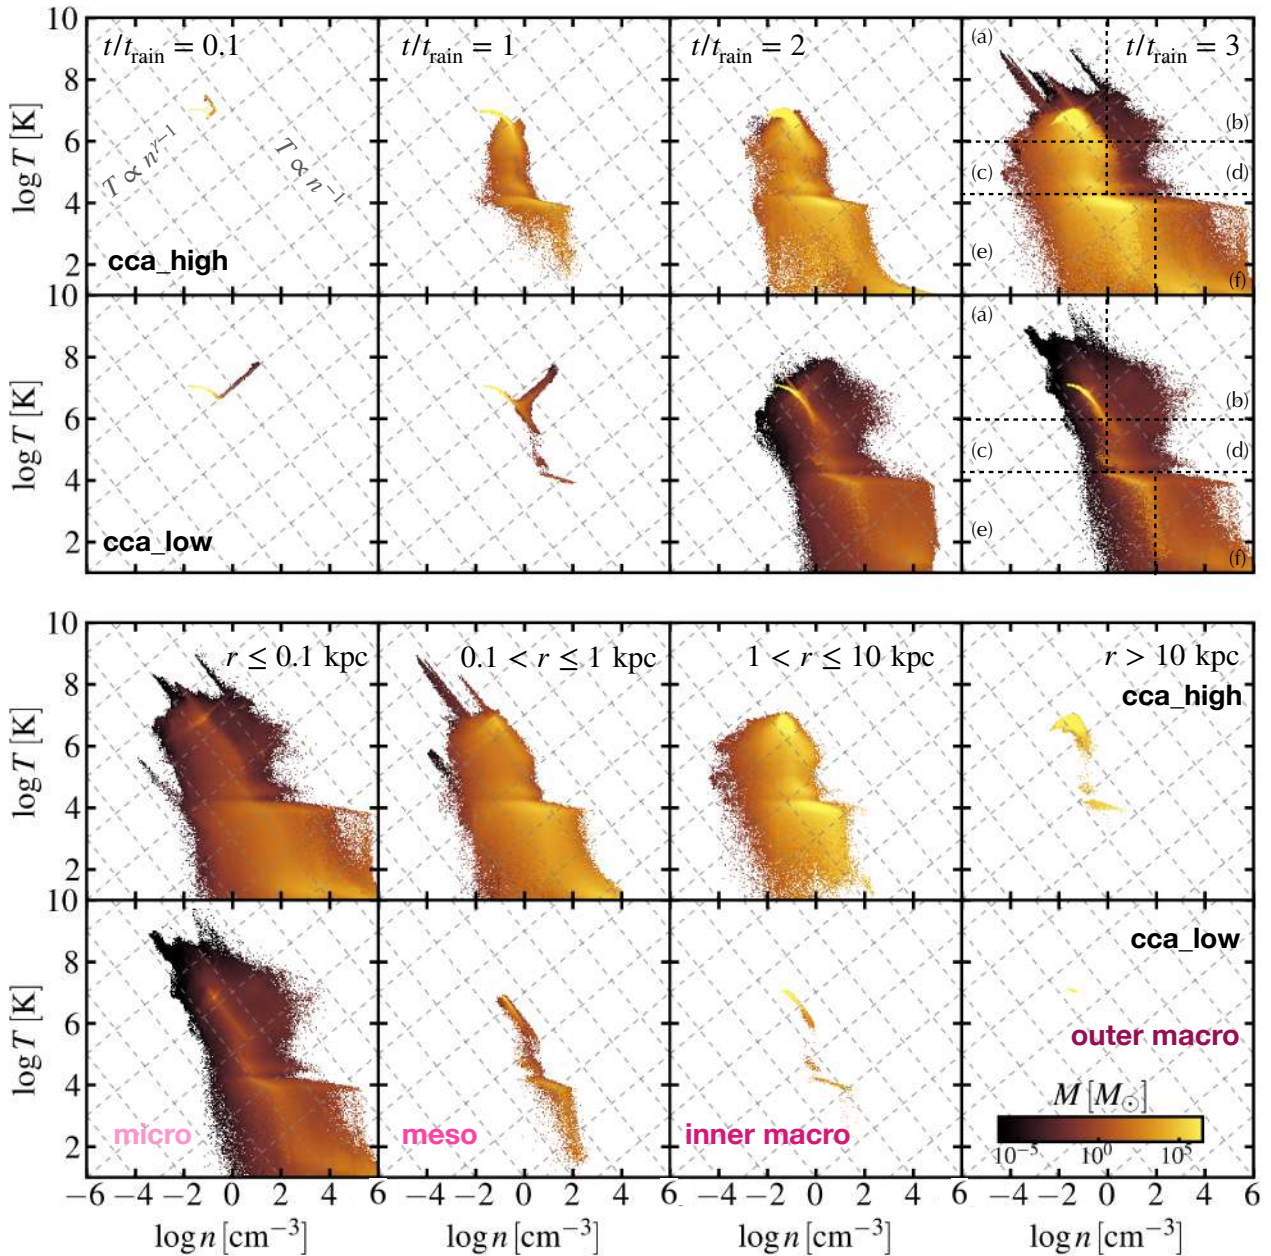 10
8
6
4
2
log T [K]
t/t_rain = 0.1
t/t_rain = 1
t/t_rain = 2
(a)
t/t_rain = 3
T ∝ n^{γ−1}
T ∝ n^{−1}
(b)
(c)
(d)
cca_high
(e)
(f)
10
8
6
4
2
log T [K]
(a)
(b)
(c)
(d)
cca_low
(e)
(f)
10
8
6
4
2
log T [K]
r ≤ 0.1 kpc
0.1 < r ≤ 1 kpc
1 < r ≤ 10 kpc
r > 10 kpc
cca_high
10
8
6
4
2
log T [K]
cca_low
outer macro
micro
meso
inner macro
M [M_⊙]
10^{−5} 10^0 10^5
−6 −4 −2 0 2 4 6 −4 −2 0 2 4 6 −4 −2 0 2 4 6 −4 −2 0 2 4 6
log n [cm^{−3}]
log n [cm^{−3}]
log n [cm^{−3}]
log n [cm^{−3}]